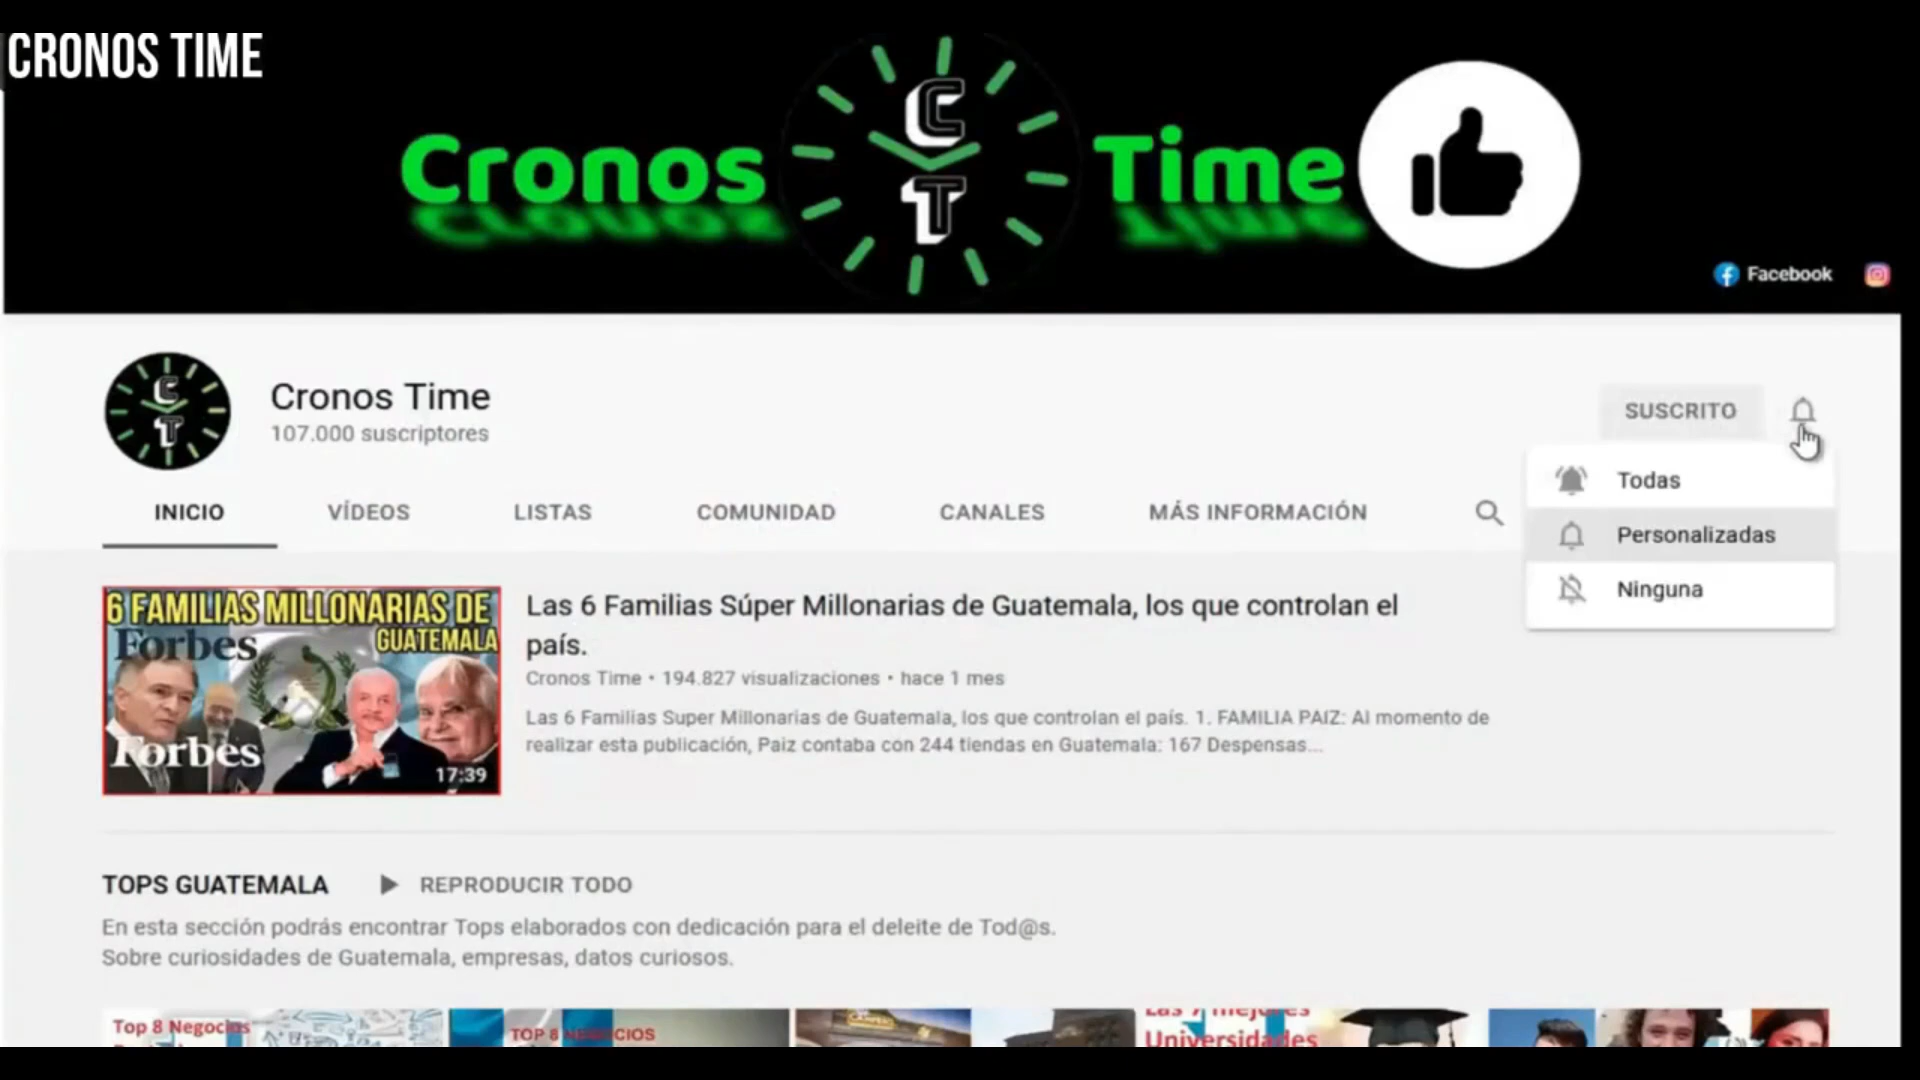 CRONOS TIME
Cronos
C
T
Time
Facebook
C
T
Cronos Time
107.000 suscriptores
SUSCRITO
Todas
Personalizadas
Ninguna
INICIO
VÍDEOS
LISTAS
COMUNIDAD
CANALES
MÁS INFORMACIÓN
6 FAMILIAS MILLONARIAS DE
GUATEMALA
Forbes
Forbes
17:39
Las 6 Familias Súper Millonarias de Guatemala, los que controlan el
país.
Cronos Time • 194.827 visualizaciones • hace 1 mes
Las 6 Familias Super Millonarias de Guatemala, los que controlan el país. 1. FAMILIA PAIZ: Al momento de
realizar esta publicación, Paiz contaba con 244 tiendas en Guatemala: 167 Despensas...
TOPS GUATEMALA
REPRODUCIR TODO
En esta sección podrás encontrar Tops elaborados con dedicación para el deleite de Tod@s.
Sobre curiosidades de Guatemala, empresas, datos curiosos.
Top 8 Negocios
TOP 8 NEGOCIOS
Las 7 mejores
Universidades